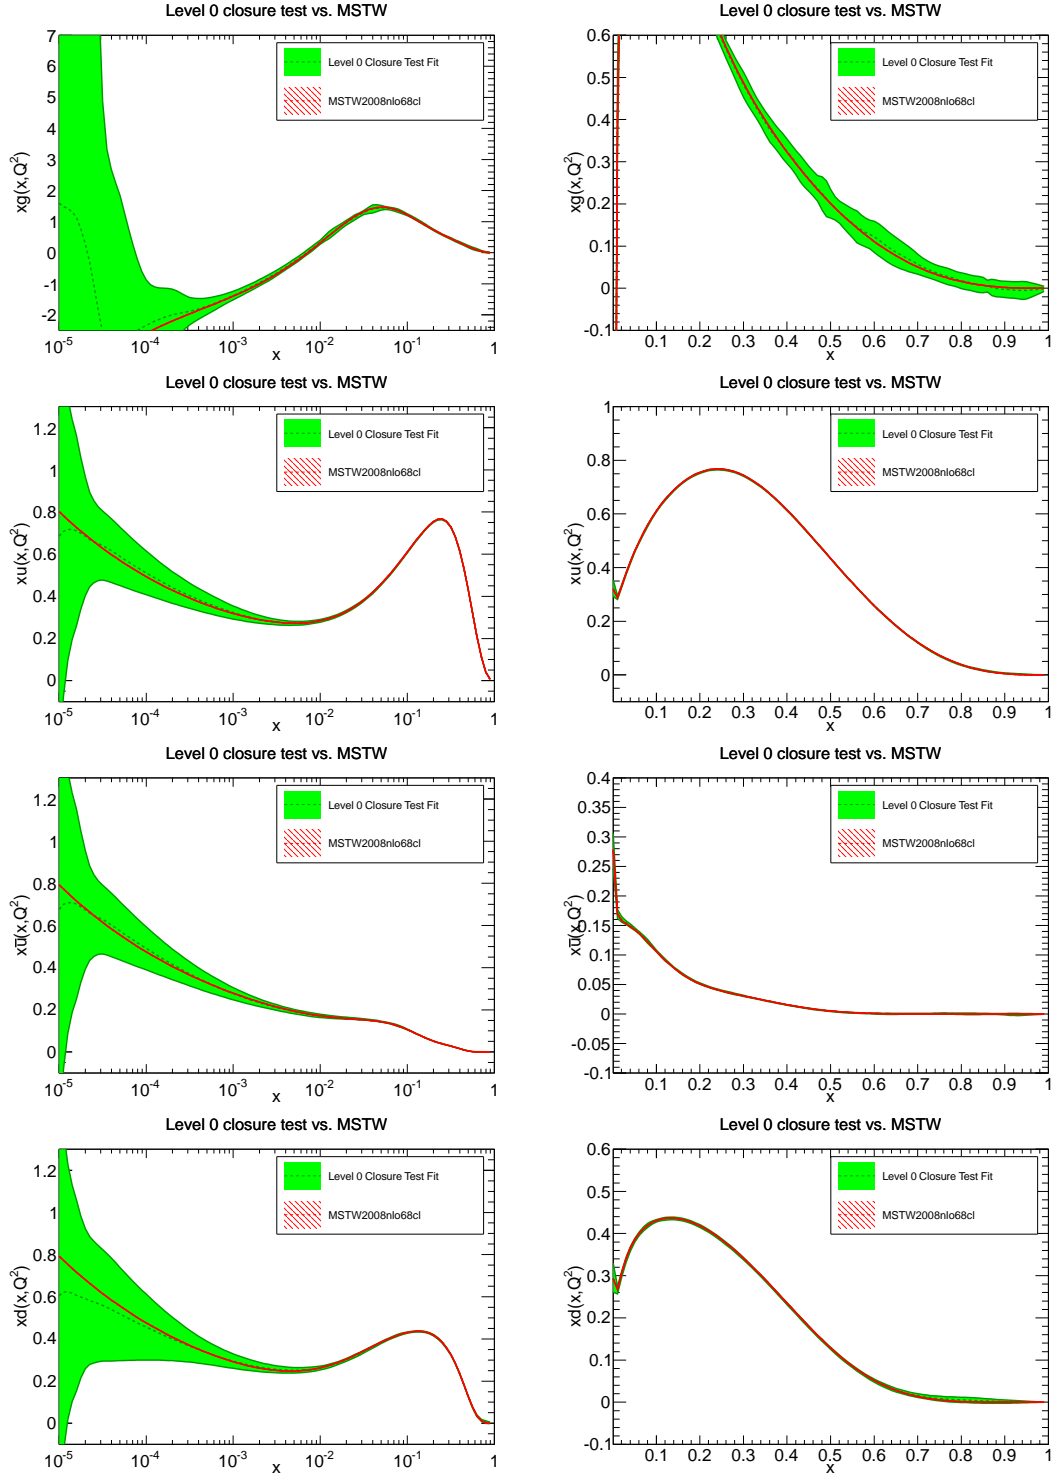 Level 0 closure test vs. MSTW
xg(x,Q²)
7
6
5
4
3
2
1
0
-1
-2
10⁻⁵ 10⁻⁴ 10⁻³ 10⁻² 10⁻¹ 1
x
Level 0 Closure Test Fit
MSTW2008nlo68cl
Level 0 closure test vs. MSTW
xg(x,Q²)
0.6
0.5
0.4
0.3
0.2
0.1
0
-0.1
0.1 0.2 0.3 0.4 0.5 0.6 0.7 0.8 0.9 1
x
Level 0 Closure Test Fit
MSTW2008nlo68cl
Level 0 closure test vs. MSTW
xu(x,Q²)
1.2
1
0.8
0.6
0.4
0.2
0
10⁻⁵ 10⁻⁴ 10⁻³ 10⁻² 10⁻¹ 1
x
Level 0 Closure Test Fit
MSTW2008nlo68cl
Level 0 closure test vs. MSTW
xu(x,Q²)
1
0.8
0.6
0.4
0.2
0
0.1 0.2 0.3 0.4 0.5 0.6 0.7 0.8 0.9 1
x
Level 0 Closure Test Fit
MSTW2008nlo68cl
Level 0 closure test vs. MSTW
xū(x,Q²)
1.2
1
0.8
0.6
0.4
0.2
0
10⁻⁵ 10⁻⁴ 10⁻³ 10⁻² 10⁻¹ 1
x
Level 0 Closure Test Fit
MSTW2008nlo68cl
Level 0 closure test vs. MSTW
xū(x,Q²)
0.4
0.35
0.3
0.25
0.2
0.15
0.1
0.05
0
-0.05
-0.1
0.1 0.2 0.3 0.4 0.5 0.6 0.7 0.8 0.9 1
x
Level 0 Closure Test Fit
MSTW2008nlo68cl
Level 0 closure test vs. MSTW
xd(x,Q²)
1.2
1
0.8
0.6
0.4
0.2
0
10⁻⁵ 10⁻⁴ 10⁻³ 10⁻² 10⁻¹ 1
x
Level 0 Closure Test Fit
MSTW2008nlo68cl
Level 0 closure test vs. MSTW
xd(x,Q²)
0.6
0.5
0.4
0.3
0.2
0.1
0
-0.1
0.1 0.2 0.3 0.4 0.5 0.6 0.7 0.8 0.9 1
x
Level 0 Closure Test Fit
MSTW2008nlo68cl